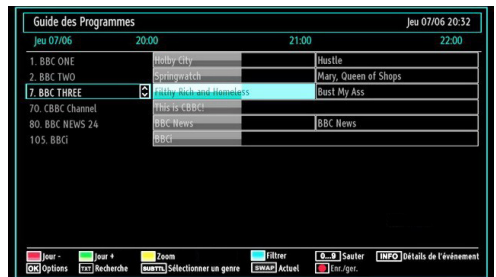 Guide des Programmes Jeu 07/06 20:32
Jeu 07/06 20:00 21:00 22:00
1. BBC ONE Holby City Hustle
2. BBC TWO Springwatch Mary, Queen of Shops
7. BBC THREE Filthy Rich and Homeless Bust My Ass
70. CBBC Channel This is CBBC!
80. BBC NEWS 24 BBC News BBC News
105. BBCi BBCi
Jour - Jour + Zoom Filtrer 0...9 Sauter INFO Détails de l'événement
OK Options TXT Recherche SUBTTL Sélectionner un genre SWAP Actuel Enr./ger.